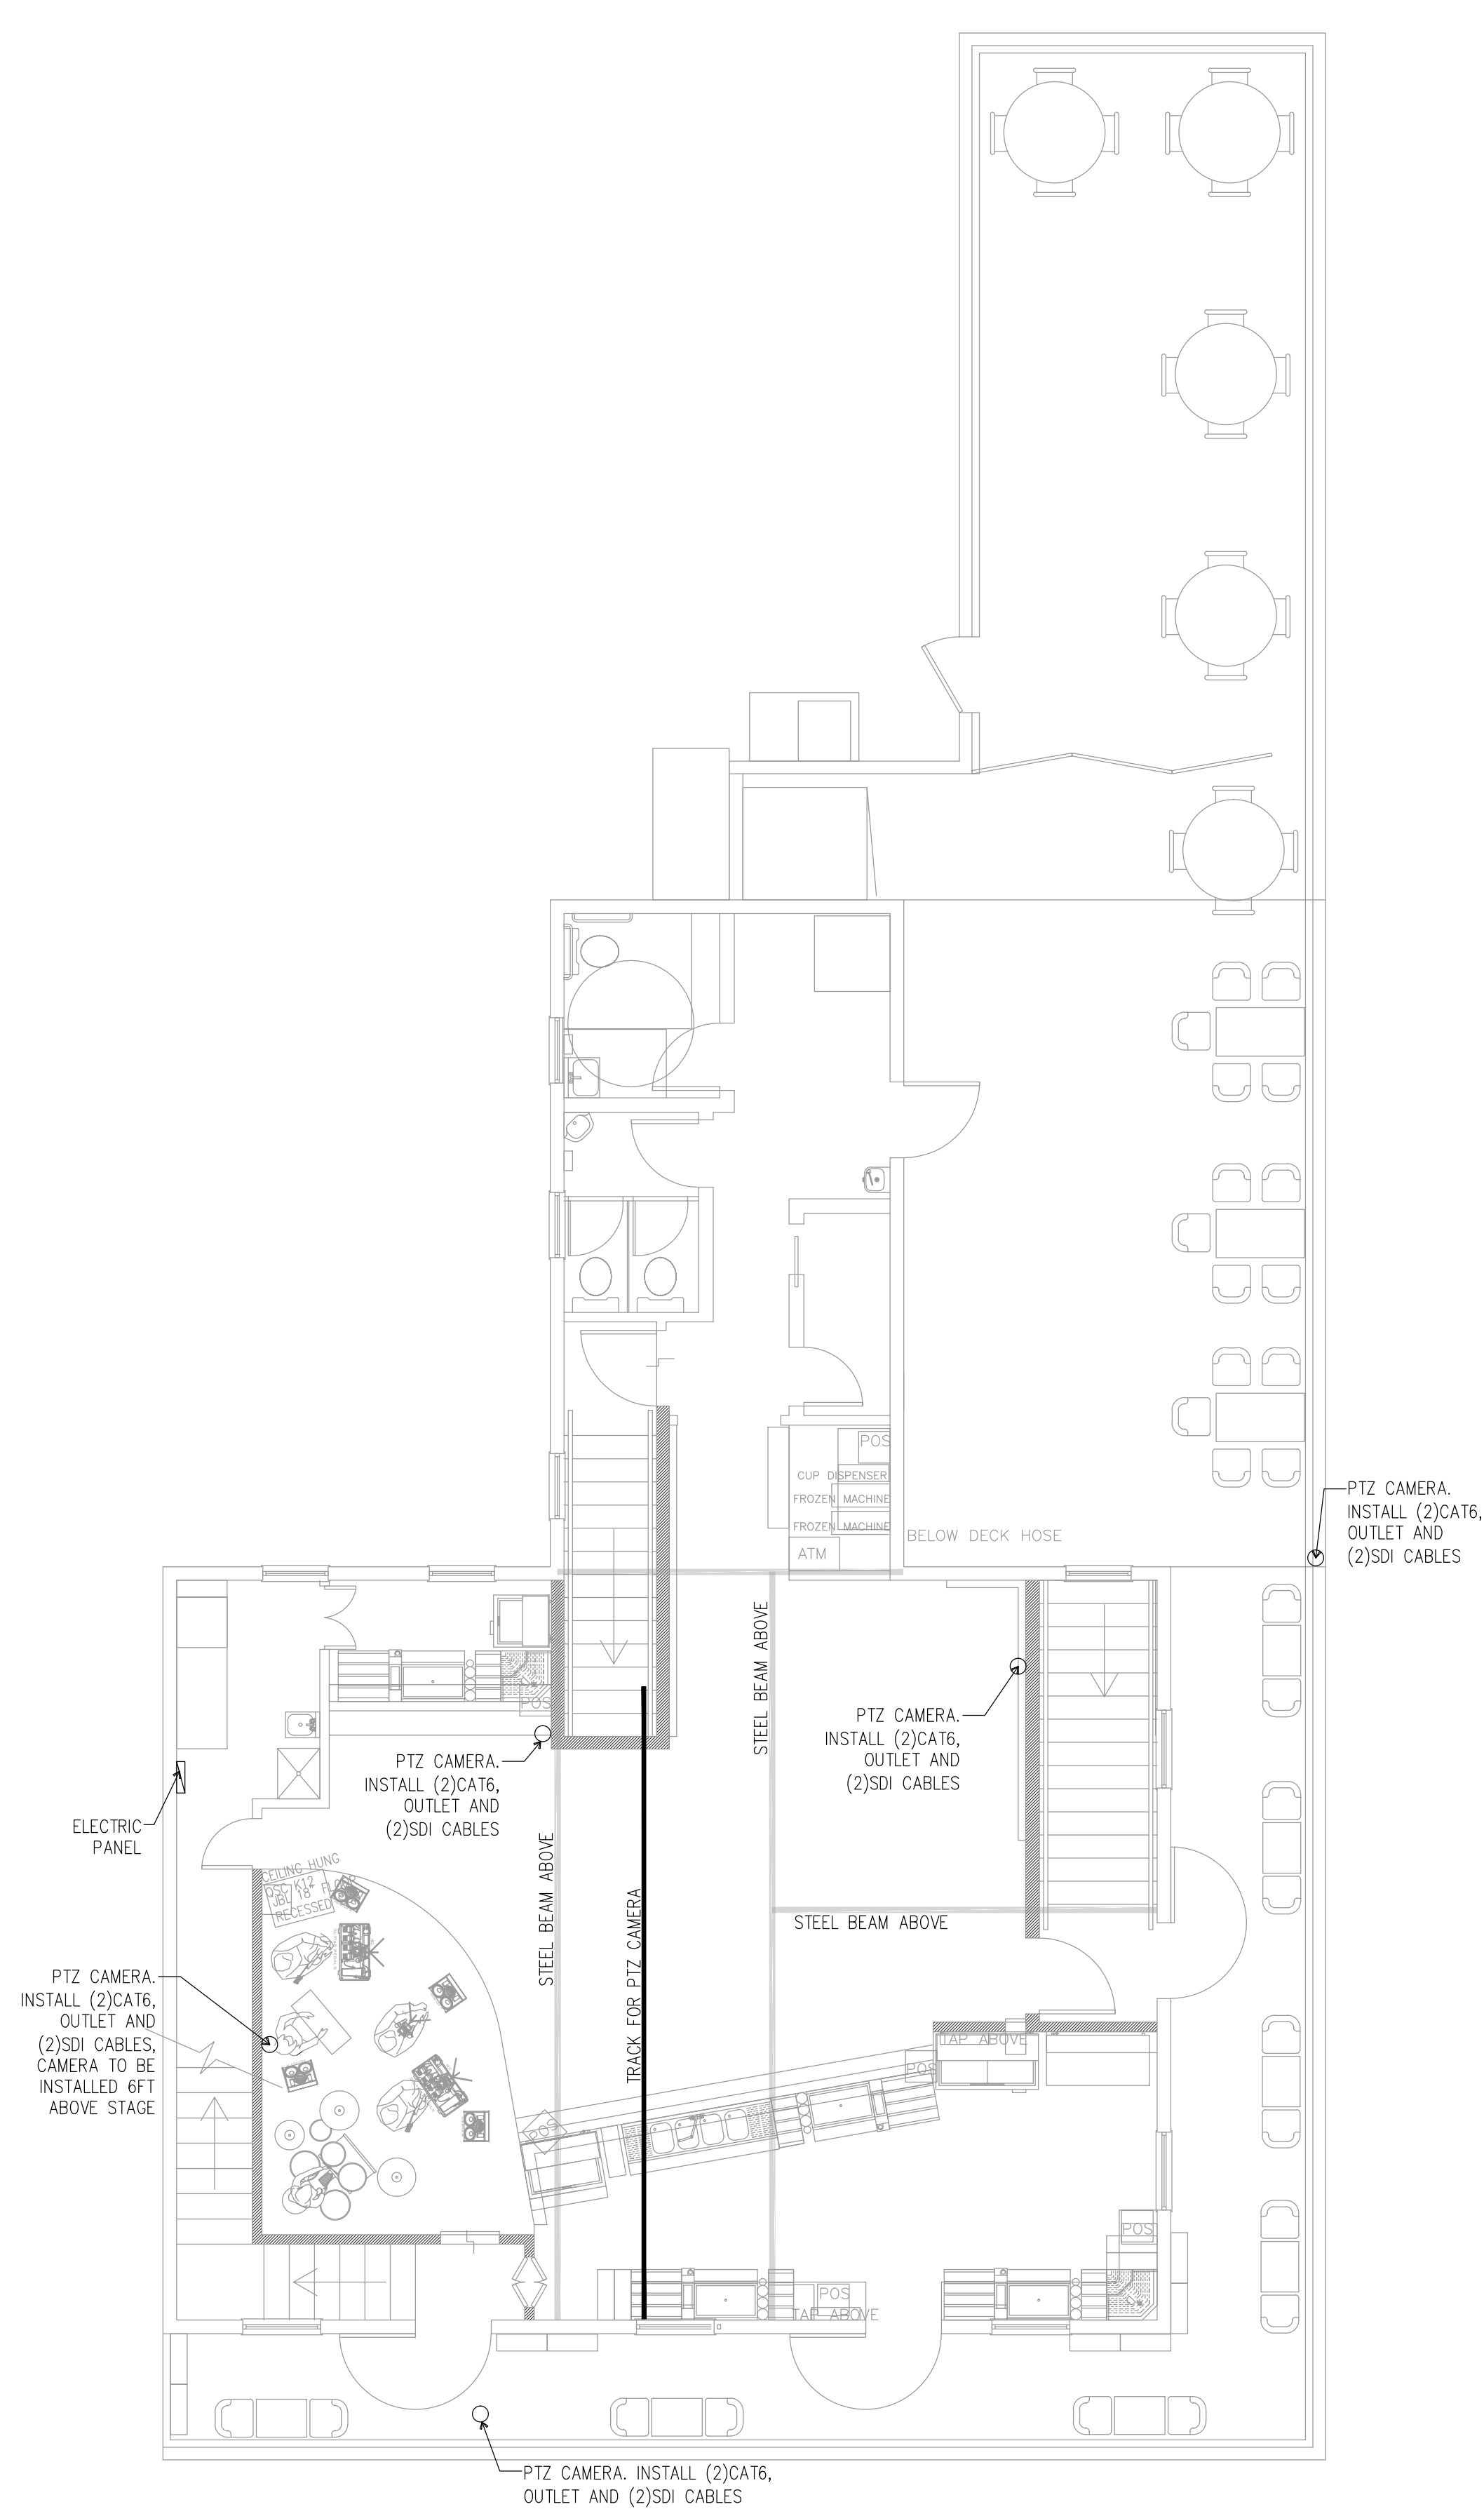 POS
CUP DISPENSER
FROZEN MACHINE
FROZEN MACHINE
ATM
BELOW DECK HOSE
PTZ CAMERA.
INSTALL (2)CAT6,
OUTLET AND
(2)SDI CABLES
STEEL BEAM ABOVE
POS
PTZ CAMERA.
INSTALL (2)CAT6,
OUTLET AND
(2)SDI CABLES
PTZ CAMERA.
INSTALL (2)CAT6,
OUTLET AND
(2)SDI CABLES
ELECTRIC
PANEL
STEEL BEAM ABOVE
TRACK FOR PTZ CAMERA
CEILING HUNG
QSC K12
JBL 18" FLOOR
RECESSED
STEEL BEAM ABOVE
PTZ CAMERA.
INSTALL (2)CAT6,
OUTLET AND
(2)SDI CABLES,
CAMERA TO BE
INSTALLED 6FT
ABOVE STAGE
TAP ABOVE
POS
POS
POS
POS
TAP ABOVE
PTZ CAMERA. INSTALL (2)CAT6,
OUTLET AND (2)SDI CABLES